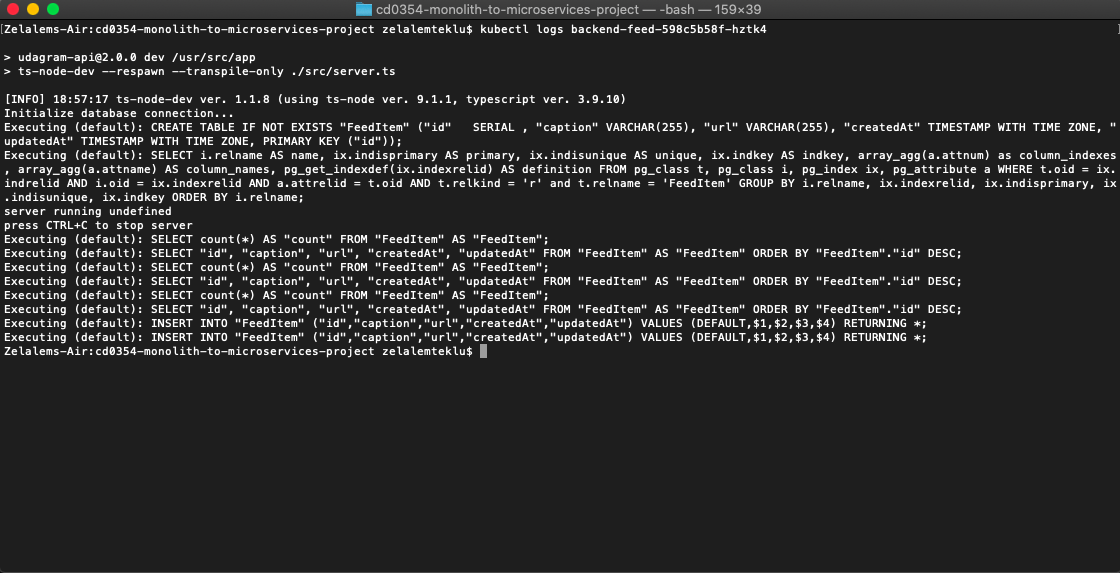 cd0354-monolith-to-microservices-project — -bash — 159×39
[Zelalems-Air:cd0354-monolith-to-microservices-project zelalemteklu$ kubectl logs backend-feed-598c5b58f-hztk4 ]
> udagram-api@2.0.0 dev /usr/src/app
> ts-node-dev --respawn --transpile-only ./src/server.ts
[INFO] 18:57:17 ts-node-dev ver. 1.1.8 (using ts-node ver. 9.1.1, typescript ver. 3.9.10)
Initialize database connection...
Executing (default): CREATE TABLE IF NOT EXISTS "FeedItem" ("id"   SERIAL , "caption" VARCHAR(255), "url" VARCHAR(255), "createdAt" TIMESTAMP WITH TIME ZONE, "
updatedAt" TIMESTAMP WITH TIME ZONE, PRIMARY KEY ("id"));
Executing (default): SELECT i.relname AS name, ix.indisprimary AS primary, ix.indisunique AS unique, ix.indkey AS indkey, array_agg(a.attnum) as column_indexes
, array_agg(a.attname) AS column_names, pg_get_indexdef(ix.indexrelid) AS definition FROM pg_class t, pg_class i, pg_index ix, pg_attribute a WHERE t.oid = ix.
indrelid AND i.oid = ix.indexrelid AND a.attrelid = t.oid AND t.relkind = 'r' and t.relname = 'FeedItem' GROUP BY i.relname, ix.indexrelid, ix.indisprimary, ix
.indisunique, ix.indkey ORDER BY i.relname;
server running undefined
press CTRL+C to stop server
Executing (default): SELECT count(*) AS "count" FROM "FeedItem" AS "FeedItem";
Executing (default): SELECT "id", "caption", "url", "createdAt", "updatedAt" FROM "FeedItem" AS "FeedItem" ORDER BY "FeedItem"."id" DESC;
Executing (default): SELECT count(*) AS "count" FROM "FeedItem" AS "FeedItem";
Executing (default): SELECT "id", "caption", "url", "createdAt", "updatedAt" FROM "FeedItem" AS "FeedItem" ORDER BY "FeedItem"."id" DESC;
Executing (default): SELECT count(*) AS "count" FROM "FeedItem" AS "FeedItem";
Executing (default): SELECT "id", "caption", "url", "createdAt", "updatedAt" FROM "FeedItem" AS "FeedItem" ORDER BY "FeedItem"."id" DESC;
Executing (default): INSERT INTO "FeedItem" ("id","caption","url","createdAt","updatedAt") VALUES (DEFAULT,$1,$2,$3,$4) RETURNING *;
Executing (default): INSERT INTO "FeedItem" ("id","caption","url","createdAt","updatedAt") VALUES (DEFAULT,$1,$2,$3,$4) RETURNING *;
Zelalems-Air:cd0354-monolith-to-microservices-project zelalemteklu$